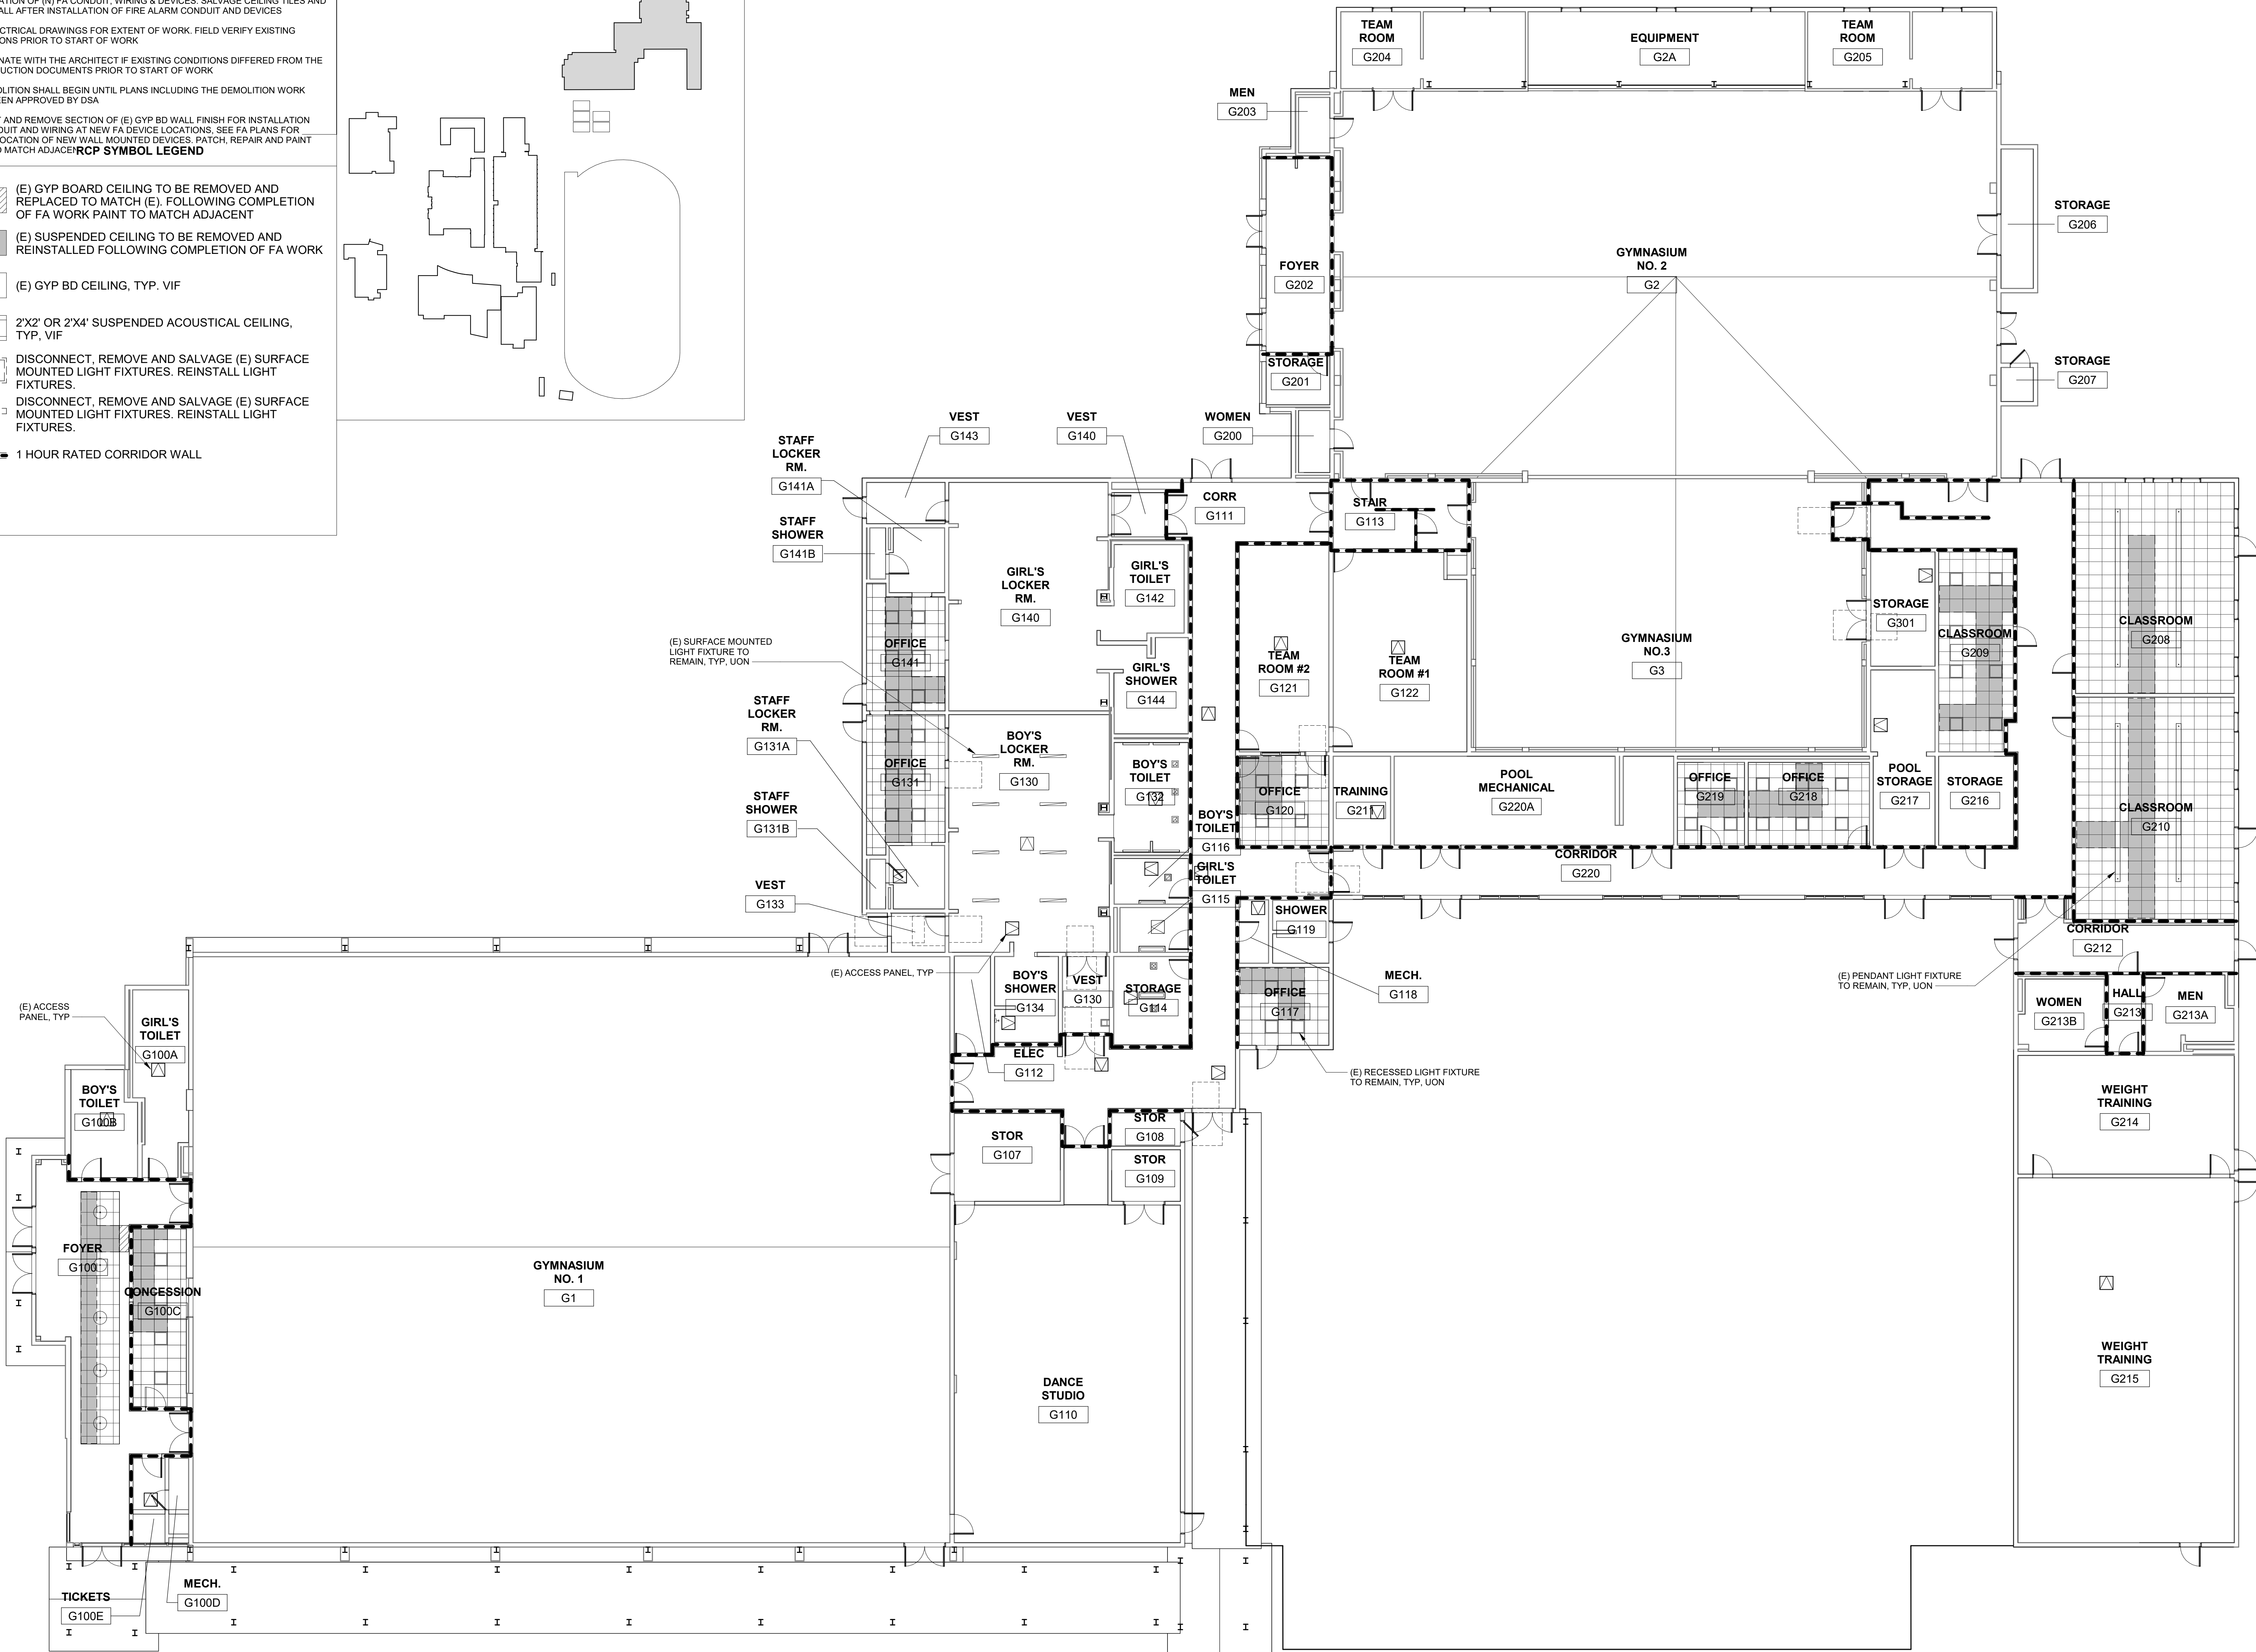 ATION OF (N) FA CONDUIT, WIRING & DEVICES. SALVAGE CEILING TILES AND
ALL AFTER INSTALLATION OF FIRE ALARM CONDUIT AND DEVICES
CTRICAL DRAWINGS FOR EXTENT OF WORK. FIELD VERIFY EXISTING
ONS PRIOR TO START OF WORK
NATE WITH THE ARCHITECT IF EXISTING CONDITIONS DIFFERED FROM THE
UCTION DOCUMENTS PRIOR TO START OF WORK
OLITION SHALL BEGIN UNTIL PLANS INCLUDING THE DEMOLITION WORK
EEN APPROVED BY DSA
T AND REMOVE SECTION OF (E) GYP BD WALL FINISH FOR INSTALLATION
DUIT AND WIRING AT NEW FA DEVICE LOCATIONS, SEE FA PLANS FOR
OCATION OF NEW WALL MOUNTED DEVICES. PATCH, REPAIR AND PAINT
O MATCH ADJACEN
RCP SYMBOL LEGEND
(E) GYP BOARD CEILING TO BE REMOVED AND
REPLACED TO MATCH (E). FOLLOWING COMPLETION
OF FA WORK PAINT TO MATCH ADJACENT
(E) SUSPENDED CEILING TO BE REMOVED AND
REINSTALLED FOLLOWING COMPLETION OF FA WORK
(E) GYP BD CEILING, TYP. VIF
2'X2' OR 2'X4' SUSPENDED ACOUSTICAL CEILING,
TYP, VIF
DISCONNECT, REMOVE AND SALVAGE (E) SURFACE
MOUNTED LIGHT FIXTURES. REINSTALL LIGHT
FIXTURES.
DISCONNECT, REMOVE AND SALVAGE (E) SURFACE
MOUNTED LIGHT FIXTURES. REINSTALL LIGHT
FIXTURES.
1 HOUR RATED CORRIDOR WALL
TEAM
ROOM
G204
EQUIPMENT
G2A
TEAM
ROOM
G205
MEN
G203
STORAGE
G206
FOYER
G202
GYMNASIUM
NO. 2
G2
STORAGE
G201
STORAGE
G207
VEST
G143
VEST
G140
WOMEN
G200
STAFF
LOCKER
RM.
G141A
CORR
G111
STAIR
G113
STAFF
SHOWER
G141B
GIRL'S
LOCKER
RM.
G140
GIRL'S
TOILET
G142
STORAGE
G301
CLASSROOM
G209
CLASSROOM
G208
(E) SURFACE MOUNTED
LIGHT FIXTURE TO
REMAIN, TYP, UON
OFFICE
G141
GIRL'S
SHOWER
G144
TEAM
ROOM #2
G121
TEAM
ROOM #1
G122
GYMNASIUM
NO.3
G3
STAFF
LOCKER
RM.
G131A
OFFICE
G131
BOY'S
LOCKER
RM.
G130
BOY'S
TOILET
G132
OFFICE
G120
TRAINING
G211
POOL
MECHANICAL
G220A
OFFICE
G219
OFFICE
G218
POOL
STORAGE
G217
STORAGE
G216
CLASSROOM
G210
STAFF
SHOWER
G131B
BOY'S
TOILET
G116
GIRL'S
TOILET
G115
CORRIDOR
G220
VEST
G133
SHOWER
G119
CORRIDOR
G212
(E) ACCESS PANEL, TYP
MECH.
G118
(E) PENDANT LIGHT FIXTURE
TO REMAIN, TYP, UON
(E) ACCESS
PANEL, TYP
GIRL'S
TOILET
G100A
BOY'S
SHOWER
G134
VEST
G130
STORAGE
G114
OFFICE
G117
WOMEN
G213B
HALL
G213
MEN
G213A
ELEC
G112
(E) RECESSED LIGHT FIXTURE
TO REMAIN, TYP, UON
BOY'S
TOILET
G100B
STOR
G107
STOR
G108
STOR
G109
WEIGHT
TRAINING
G214
FOYER
G100
CONCESSION
G100C
GYMNASIUM
NO. 1
G1
DANCE
STUDIO
G110
WEIGHT
TRAINING
G215
TICKETS
G100E
MECH.
G100D